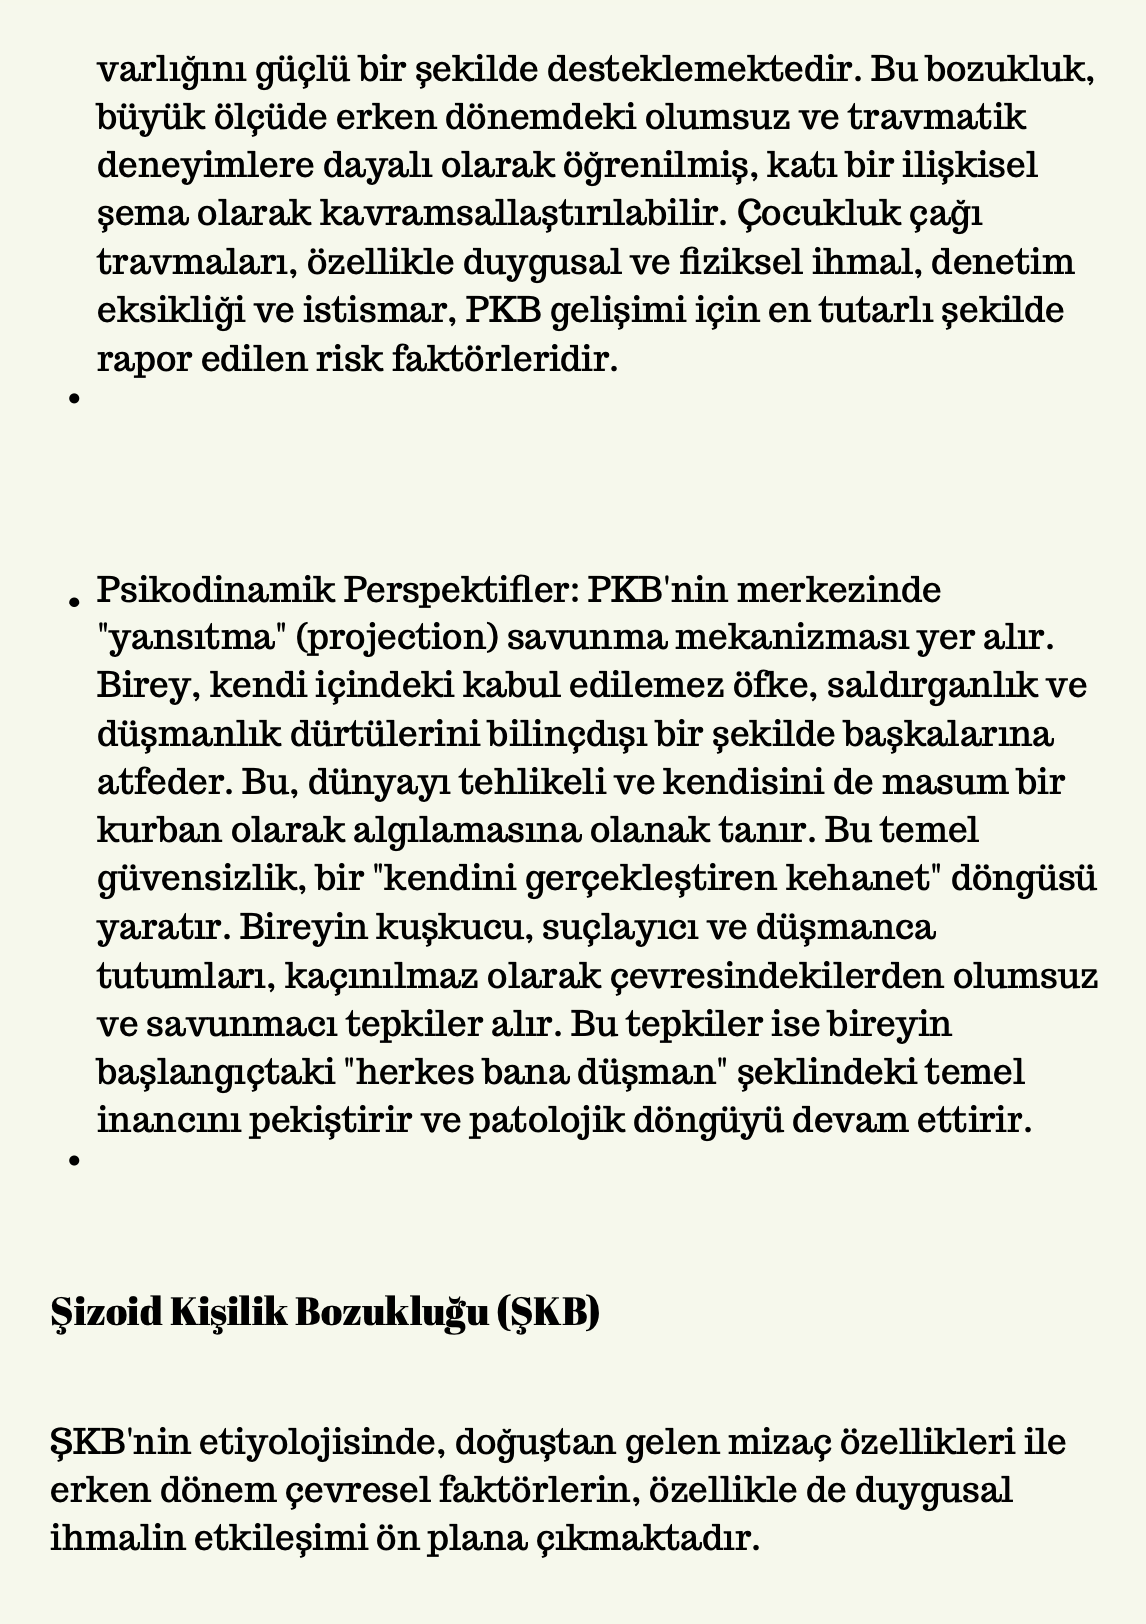 varlığını güçlü bir şekilde desteklemektedir. Bu bozukluk,
büyük ölçüde erken dönemdeki olumsuz ve travmatik
deneyimlere dayalı olarak öğrenilmiş, katı bir ilişkisel
şema olarak kavramsallaştırılabilir. Çocukluk çağı
travmaları, özellikle duygusal ve fiziksel ihmal, denetim
eksikliği ve istismar, PKB gelişimi için en tutarlı şekilde
rapor edilen risk faktörleridir.
•
• Psikodinamik Perspektifler: PKB'nin merkezinde
"yansıtma" (projection) savunma mekanizması yer alır.
Birey, kendi içindeki kabul edilemez öfke, saldırganlık ve
düşmanlık dürtülerini bilinçdışı bir şekilde başkalarına
atfeder. Bu, dünyayı tehlikeli ve kendisini de masum bir
kurban olarak algılamasına olanak tanır. Bu temel
güvensizlik, bir "kendini gerçekleştiren kehanet" döngüsü
yaratır. Bireyin kuşkucu, suçlayıcı ve düşmanca
tutumları, kaçınılmaz olarak çevresindekilerden olumsuz
ve savunmacı tepkiler alır. Bu tepkiler ise bireyin
başlangıçtaki "herkes bana düşman" şeklindeki temel
inancını pekiştirir ve patolojik döngüyü devam ettirir.
•
Şizoid Kişilik Bozukluğu (ŞKB)
ŞKB'nin etiyolojisinde, doğuştan gelen mizaç özellikleri ile
erken dönem çevresel faktörlerin, özellikle de duygusal
ihmalin etkileşimi ön plana çıkmaktadır.